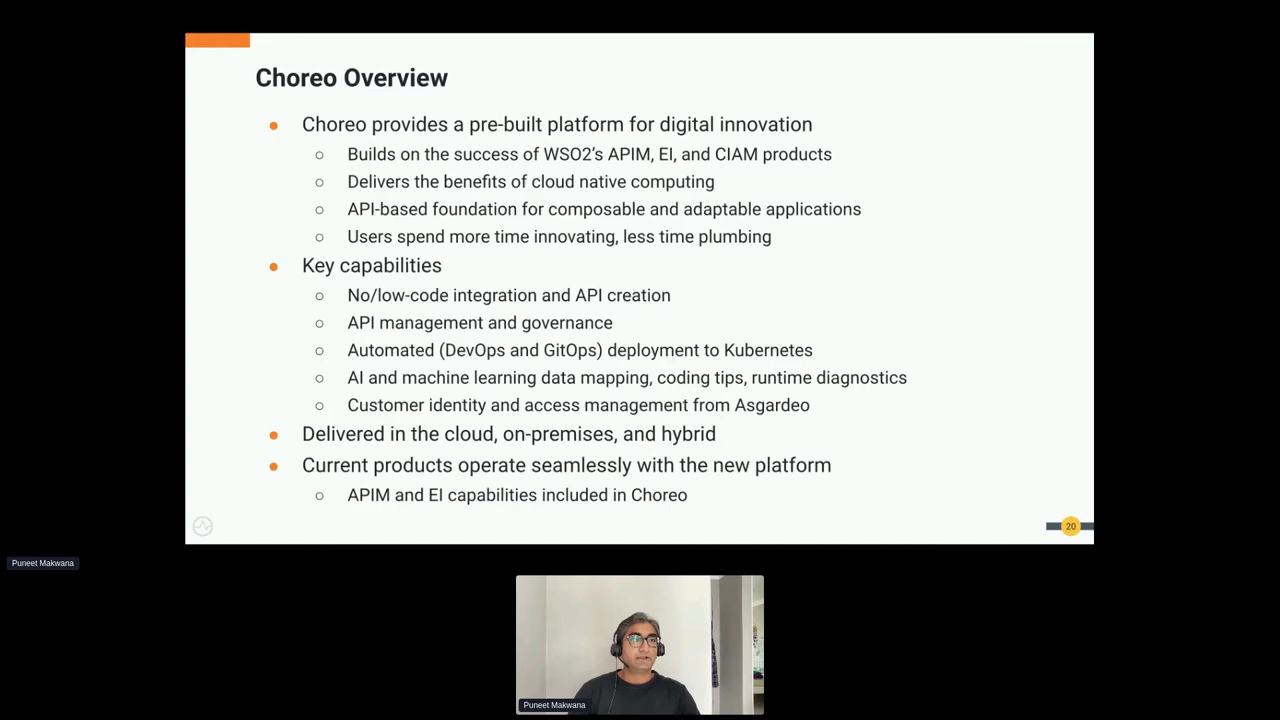 Choreo Overview
● Choreo provides a pre-built platform for digital innovation
○ Builds on the success of WSO2’s APIM, EI, and CIAM products
○ Delivers the benefits of cloud native computing
○ API-based foundation for composable and adaptable applications
○ Users spend more time innovating, less time plumbing
● Key capabilities
○ No/low-code integration and API creation
○ API management and governance
○ Automated (DevOps and GitOps) deployment to Kubernetes
○ AI and machine learning data mapping, coding tips, runtime diagnostics
○ Customer identity and access management from Asgardeo
● Delivered in the cloud, on-premises, and hybrid
● Current products operate seamlessly with the new platform
○ APIM and EI capabilities included in Choreo
20
Puneet Makwana
Puneet Makwana